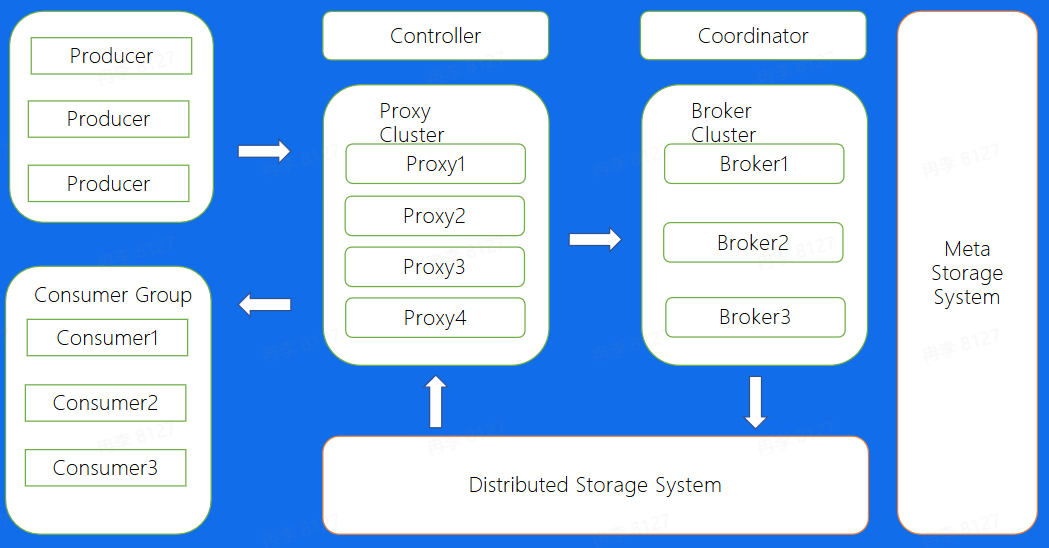 Producer
Producer
Producer
Consumer Group
Consumer1
Consumer2
Consumer3
Controller
Proxy
Cluster
Proxy1
Proxy2
Proxy3
Proxy4
Coordinator
Broker
Cluster
Broker1
Broker2
Broker3
Distributed Storage System
Meta
Storage
System